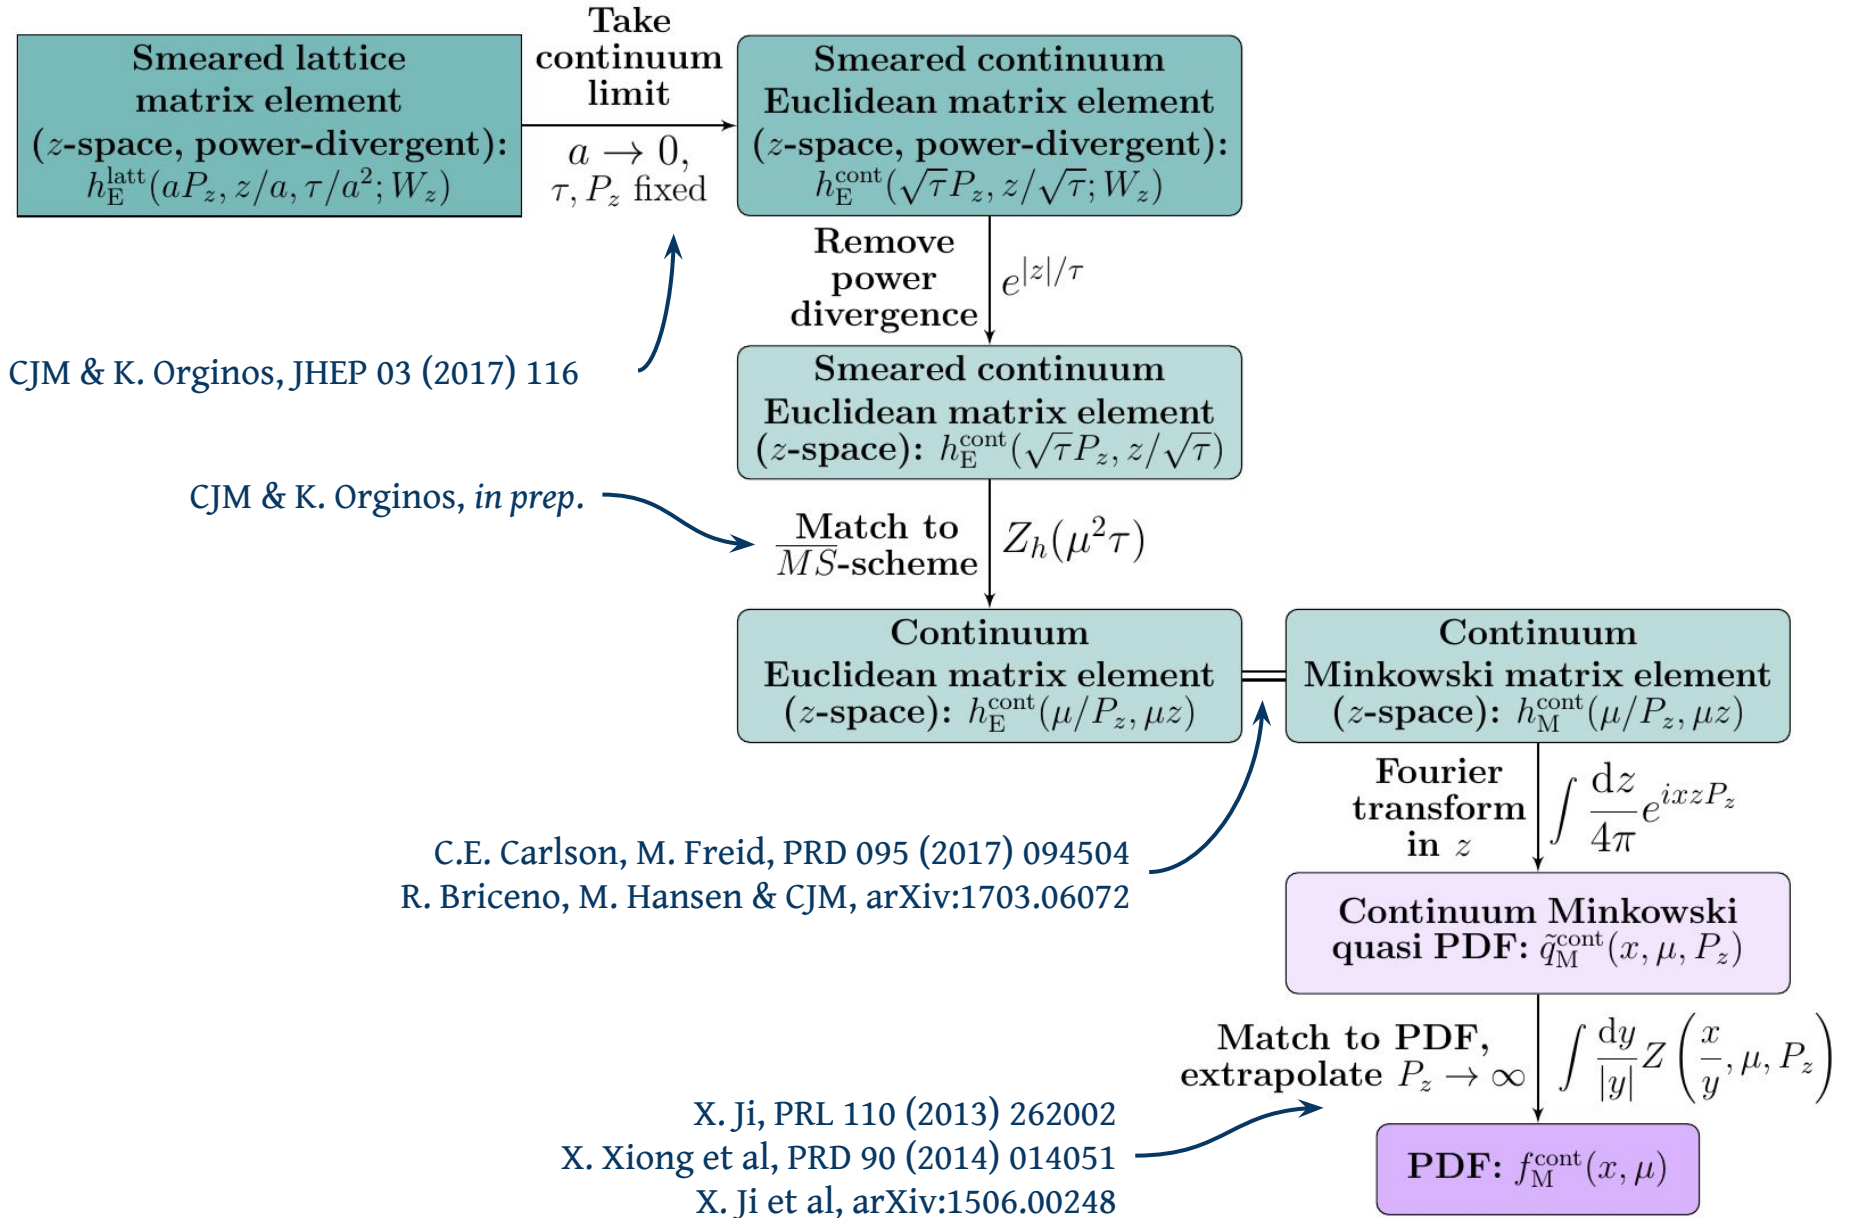 Smeared lattice
matrix element
(z-space, power-divergent):
h_E^latt(aP_z, z/a, τ/a²; W_z)
Take
continuum
limit
a → 0,
τ, P_z fixed
Smeared continuum
Euclidean matrix element
(z-space, power-divergent):
h_E^cont(√τP_z, z/√τ; W_z)
Remove
power
divergence
e^{|z|/τ}
CJM & K. Orginos, JHEP 03 (2017) 116
Smeared continuum
Euclidean matrix element
(z-space): h_E^cont(√τP_z, z/√τ)
CJM & K. Orginos, in prep.
Match to
\overline{MS}-scheme
Z_h(μ²τ)
Continuum
Euclidean matrix element
(z-space): h_E^cont(μ/P_z, μz)
Continuum
Minkowski matrix element
(z-space): h_M^cont(μ/P_z, μz)
Fourier
transform
in z
∫ dz/4π e^{ixzP_z}
C.E. Carlson, M. Freid, PRD 095 (2017) 094504
R. Briceno, M. Hansen & CJM, arXiv:1703.06072
Continuum Minkowski
quasi PDF: q̃_M^cont(x, μ, P_z)
Match to PDF,
extrapolate P_z → ∞
∫ dy/|y| Z(x/y, μ, P_z)
X. Ji, PRL 110 (2013) 262002
X. Xiong et al, PRD 90 (2014) 014051
X. Ji et al, arXiv:1506.00248
PDF: f_M^cont(x, μ)